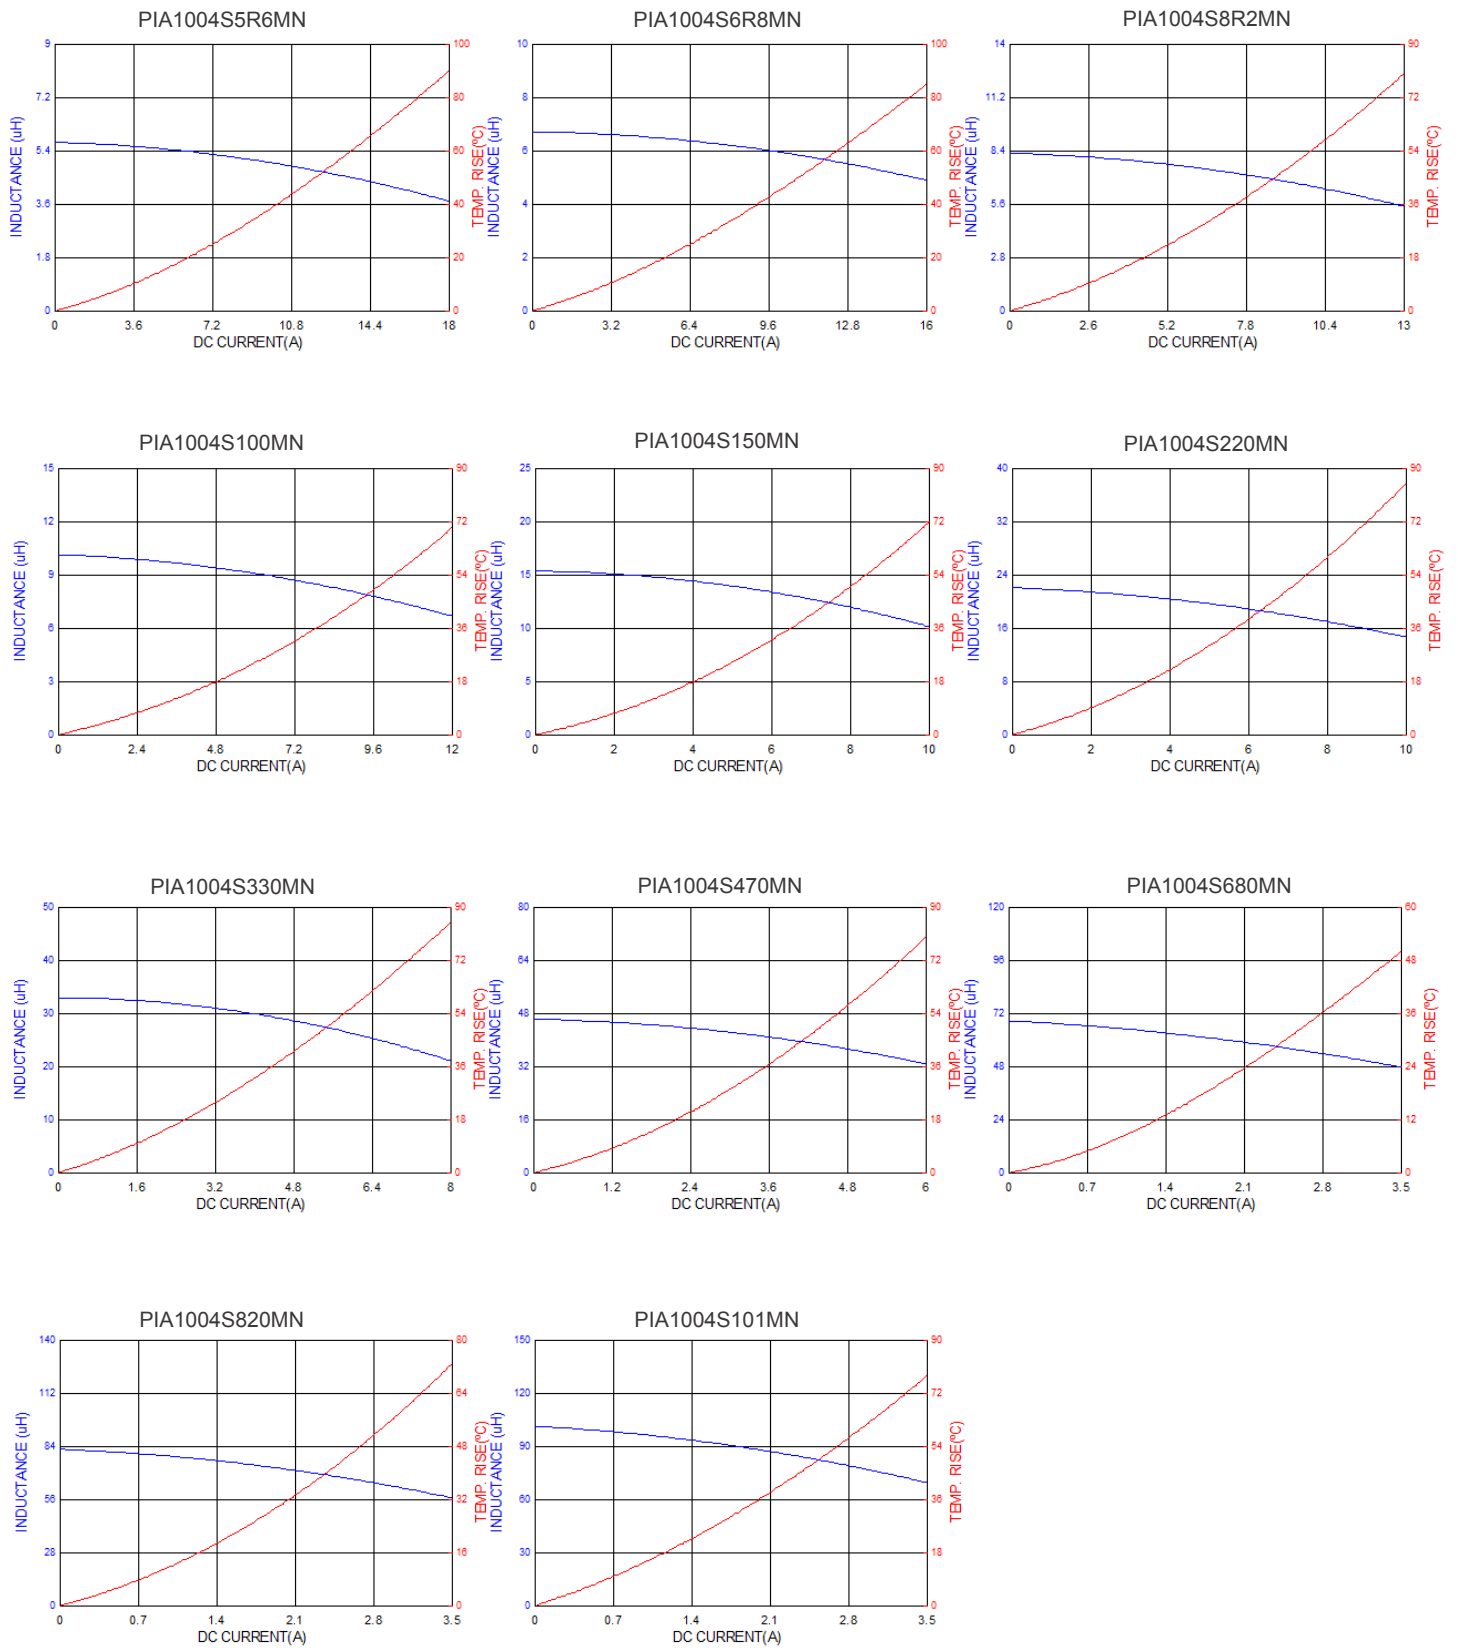 PIA1004S5R6MN
9 100
7.2 80
5.4 60
3.6 40
1.8 20
0 0
0 3.6 7.2 10.8 14.4 18
DC CURRENT(A)
INDUCTANCE (uH)
TEMP. RISE(ºC)
PIA1004S6R8MN
10 100
8 80
6 60
4 40
2 20
0 0
0 3.2 6.4 9.6 12.8 16
DC CURRENT(A)
INDUCTANCE (uH)
TEMP. RISE(ºC)
PIA1004S8R2MN
14 90
11.2 72
8.4 54
5.6 36
2.8 18
0 0
0 2.6 5.2 7.8 10.4 13
DC CURRENT(A)
INDUCTANCE (uH)
TEMP. RISE(ºC)
PIA1004S100MN
15 90
12 72
9 54
6 36
3 18
0 0
0 2.4 4.8 7.2 9.6 12
DC CURRENT(A)
INDUCTANCE (uH)
TEMP. RISE(ºC)
PIA1004S150MN
25 90
20 72
15 54
10 36
5 18
0 0
0 2 4 6 8 10
DC CURRENT(A)
INDUCTANCE (uH)
TEMP. RISE(ºC)
PIA1004S220MN
40 90
32 72
24 54
16 36
8 18
0 0
0 2 4 6 8 10
DC CURRENT(A)
INDUCTANCE (uH)
TEMP. RISE(ºC)
PIA1004S330MN
50 90
40 72
30 54
20 36
10 18
0 0
0 1.6 3.2 4.8 6.4 8
DC CURRENT(A)
INDUCTANCE (uH)
TEMP. RISE(ºC)
PIA1004S470MN
80 90
64 72
48 54
32 36
16 18
0 0
0 1.2 2.4 3.6 4.8 6
DC CURRENT(A)
INDUCTANCE (uH)
TEMP. RISE(ºC)
PIA1004S680MN
120 60
96 48
72 36
48 24
24 12
0 0
0 0.7 1.4 2.1 2.8 3.5
DC CURRENT(A)
INDUCTANCE (uH)
TEMP. RISE(ºC)
PIA1004S820MN
140 80
112 64
84 48
56 32
28 16
0 0
0 0.7 1.4 2.1 2.8 3.5
DC CURRENT(A)
INDUCTANCE (uH)
TEMP. RISE(ºC)
PIA1004S101MN
150 90
120 72
90 54
60 36
30 18
0 0
0 0.7 1.4 2.1 2.8 3.5
DC CURRENT(A)
INDUCTANCE (uH)
TEMP. RISE(ºC)